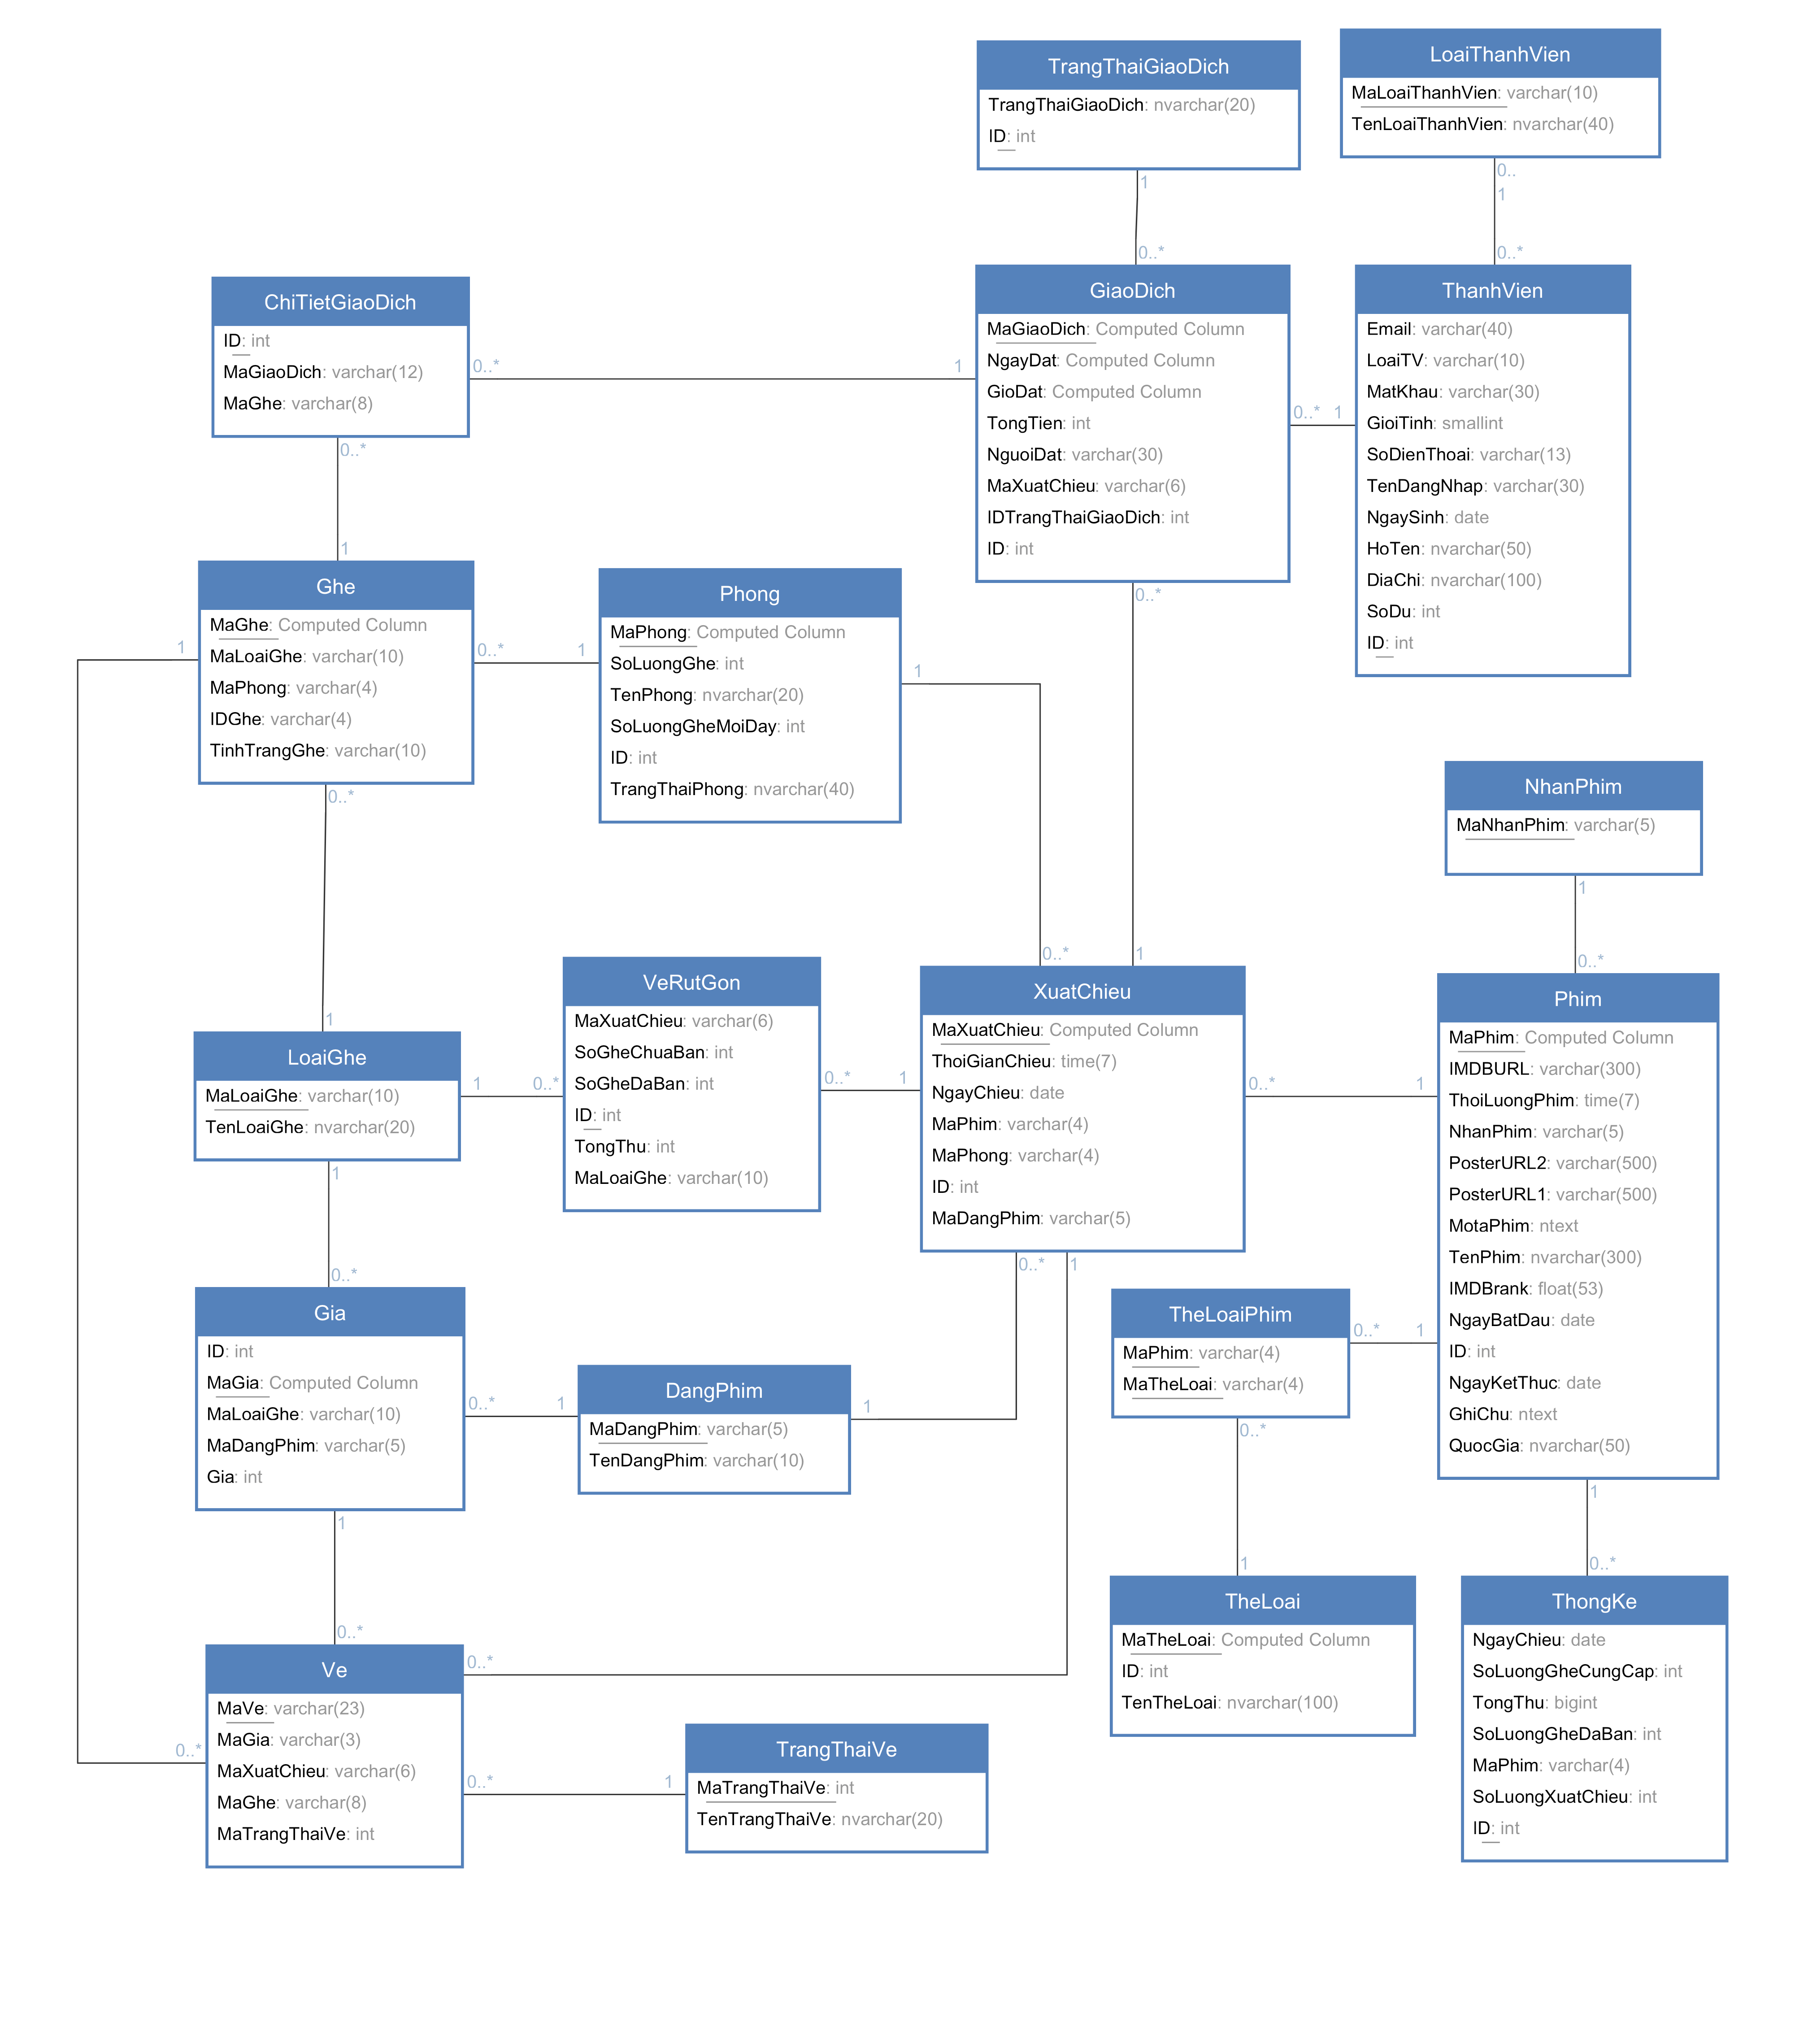 TrangThaiGiaoDich
TrangThaiGiaoDich: nvarchar(20)
ID: int
1
0..*
LoaiThanhVien
MaLoaiThanhVien: varchar(10)
TenLoaiThanhVien: nvarchar(40)
0..
1
0..*
ChiTietGiaoDich
ID: int
MaGiaoDich: varchar(12)
MaGhe: varchar(8)
0..*
1
0..*
1
GiaoDich
MaGiaoDich: Computed Column
NgayDat: Computed Column
GioDat: Computed Column
TongTien: int
NguoiDat: varchar(30)
MaXuatChieu: varchar(6)
IDTrangThaiGiaoDich: int
ID: int
0..*
1
0..*
1
ThanhVien
Email: varchar(40)
LoaiTV: varchar(10)
MatKhau: varchar(30)
GioiTinh: smallint
SoDienThoai: varchar(13)
TenDangNhap: varchar(30)
NgaySinh: date
HoTen: nvarchar(50)
DiaChi: nvarchar(100)
SoDu: int
ID: int
Ghe
MaGhe: Computed Column
MaLoaiGhe: varchar(10)
MaPhong: varchar(4)
IDGhe: varchar(4)
TinhTrangGhe: varchar(10)
1
0..*
1
0..*
1
Phong
MaPhong: Computed Column
SoLuongGhe: int
TenPhong: nvarchar(20)
SoLuongGheMoiDay: int
ID: int
TrangThaiPhong: nvarchar(40)
1
0..*
NhanPhim
MaNhanPhim: varchar(5)
1
0..*
LoaiGhe
MaLoaiGhe: varchar(10)
TenLoaiGhe: nvarchar(20)
1
0..*
1
0..*
VeRutGon
MaXuatChieu: varchar(6)
SoGheChuaBan: int
SoGheDaBan: int
ID: int
TongThu: int
MaLoaiGhe: varchar(10)
0..*
1
XuatChieu
MaXuatChieu: Computed Column
ThoiGianChieu: time(7)
NgayChieu: date
MaPhim: varchar(4)
MaPhong: varchar(4)
ID: int
MaDangPhim: varchar(5)
0..*
1
0..*
1
Phim
MaPhim: Computed Column
IMDBURL: varchar(300)
ThoiLuongPhim: time(7)
NhanPhim: varchar(5)
PosterURL2: varchar(500)
PosterURL1: varchar(500)
MotaPhim: ntext
TenPhim: nvarchar(300)
IMDBrank: float(53)
NgayBatDau: date
ID: int
NgayKetThuc: date
GhiChu: ntext
QuocGia: nvarchar(50)
1
0..*
Gia
ID: int
MaGia: Computed Column
MaLoaiGhe: varchar(10)
MaDangPhim: varchar(5)
Gia: int
0..*
1
1
0..*
DangPhim
MaDangPhim: varchar(5)
TenDangPhim: varchar(10)
1
TheLoaiPhim
MaPhim: varchar(4)
MaTheLoai: varchar(4)
0..*
1
0..*
1
TheLoai
MaTheLoai: Computed Column
ID: int
TenTheLoai: nvarchar(100)
ThongKe
NgayChieu: date
SoLuongGheCungCap: int
TongThu: bigint
SoLuongGheDaBan: int
MaPhim: varchar(4)
SoLuongXuatChieu: int
ID: int
Ve
MaVe: varchar(23)
MaGia: varchar(3)
MaXuatChieu: varchar(6)
MaGhe: varchar(8)
MaTrangThaiVe: int
0..*
0..*
0..*
1
TrangThaiVe
MaTrangThaiVe: int
TenTrangThaiVe: nvarchar(20)